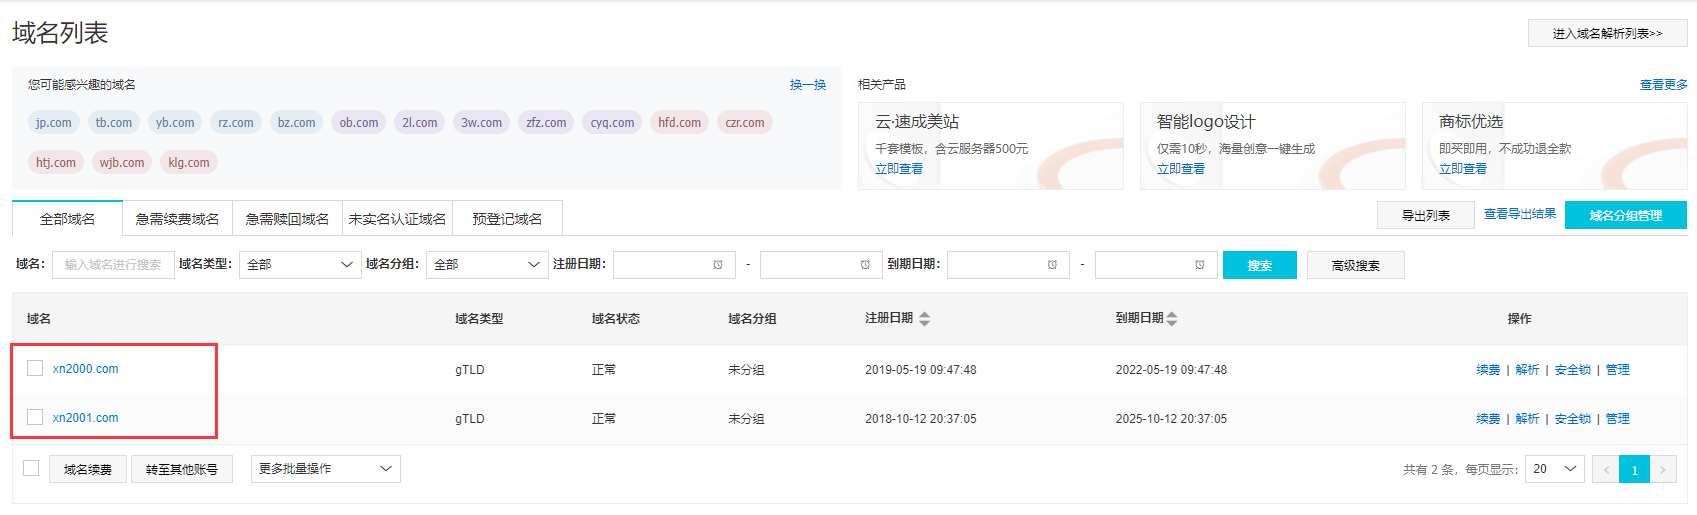 域名列表
进入域名解析列表>>
您可能感兴趣的域名
换一换
jp.com tb.com yb.com rz.com bz.com ob.com 2l.com 3w.com zfz.com cyq.com hfd.com czr.com
htj.com wjb.com klg.com
相关产品
查看更多
云·速成美站
千套模板，含云服务器500元
立即查看
智能logo设计
仅需10秒，海量创意一键生成
立即查看
商标优选
即买即用，不成功退全款
立即查看
全部域名 急需续费域名 急需赎回域名 未实名认证域名 预登记域名
导出列表 查看导出结果 域名分组管理
域名： 输入域名进行搜索 域名类型： 全部 域名分组： 全部 注册日期： - 到期日期： - 搜索 高级搜索
域名 域名类型 域名状态 域名分组 注册日期 到期日期 操作
xn2000.com gTLD 正常 未分组 2019-05-19 09:47:48 2022-05-19 09:47:48 续费 | 解析 | 安全锁 | 管理
xn2001.com gTLD 正常 未分组 2018-10-12 20:37:05 2025-10-12 20:37:05 续费 | 解析 | 安全锁 | 管理
域名续费 转至其他账号 更多批量操作 共有 2 条，每页显示： 20 < 1 >